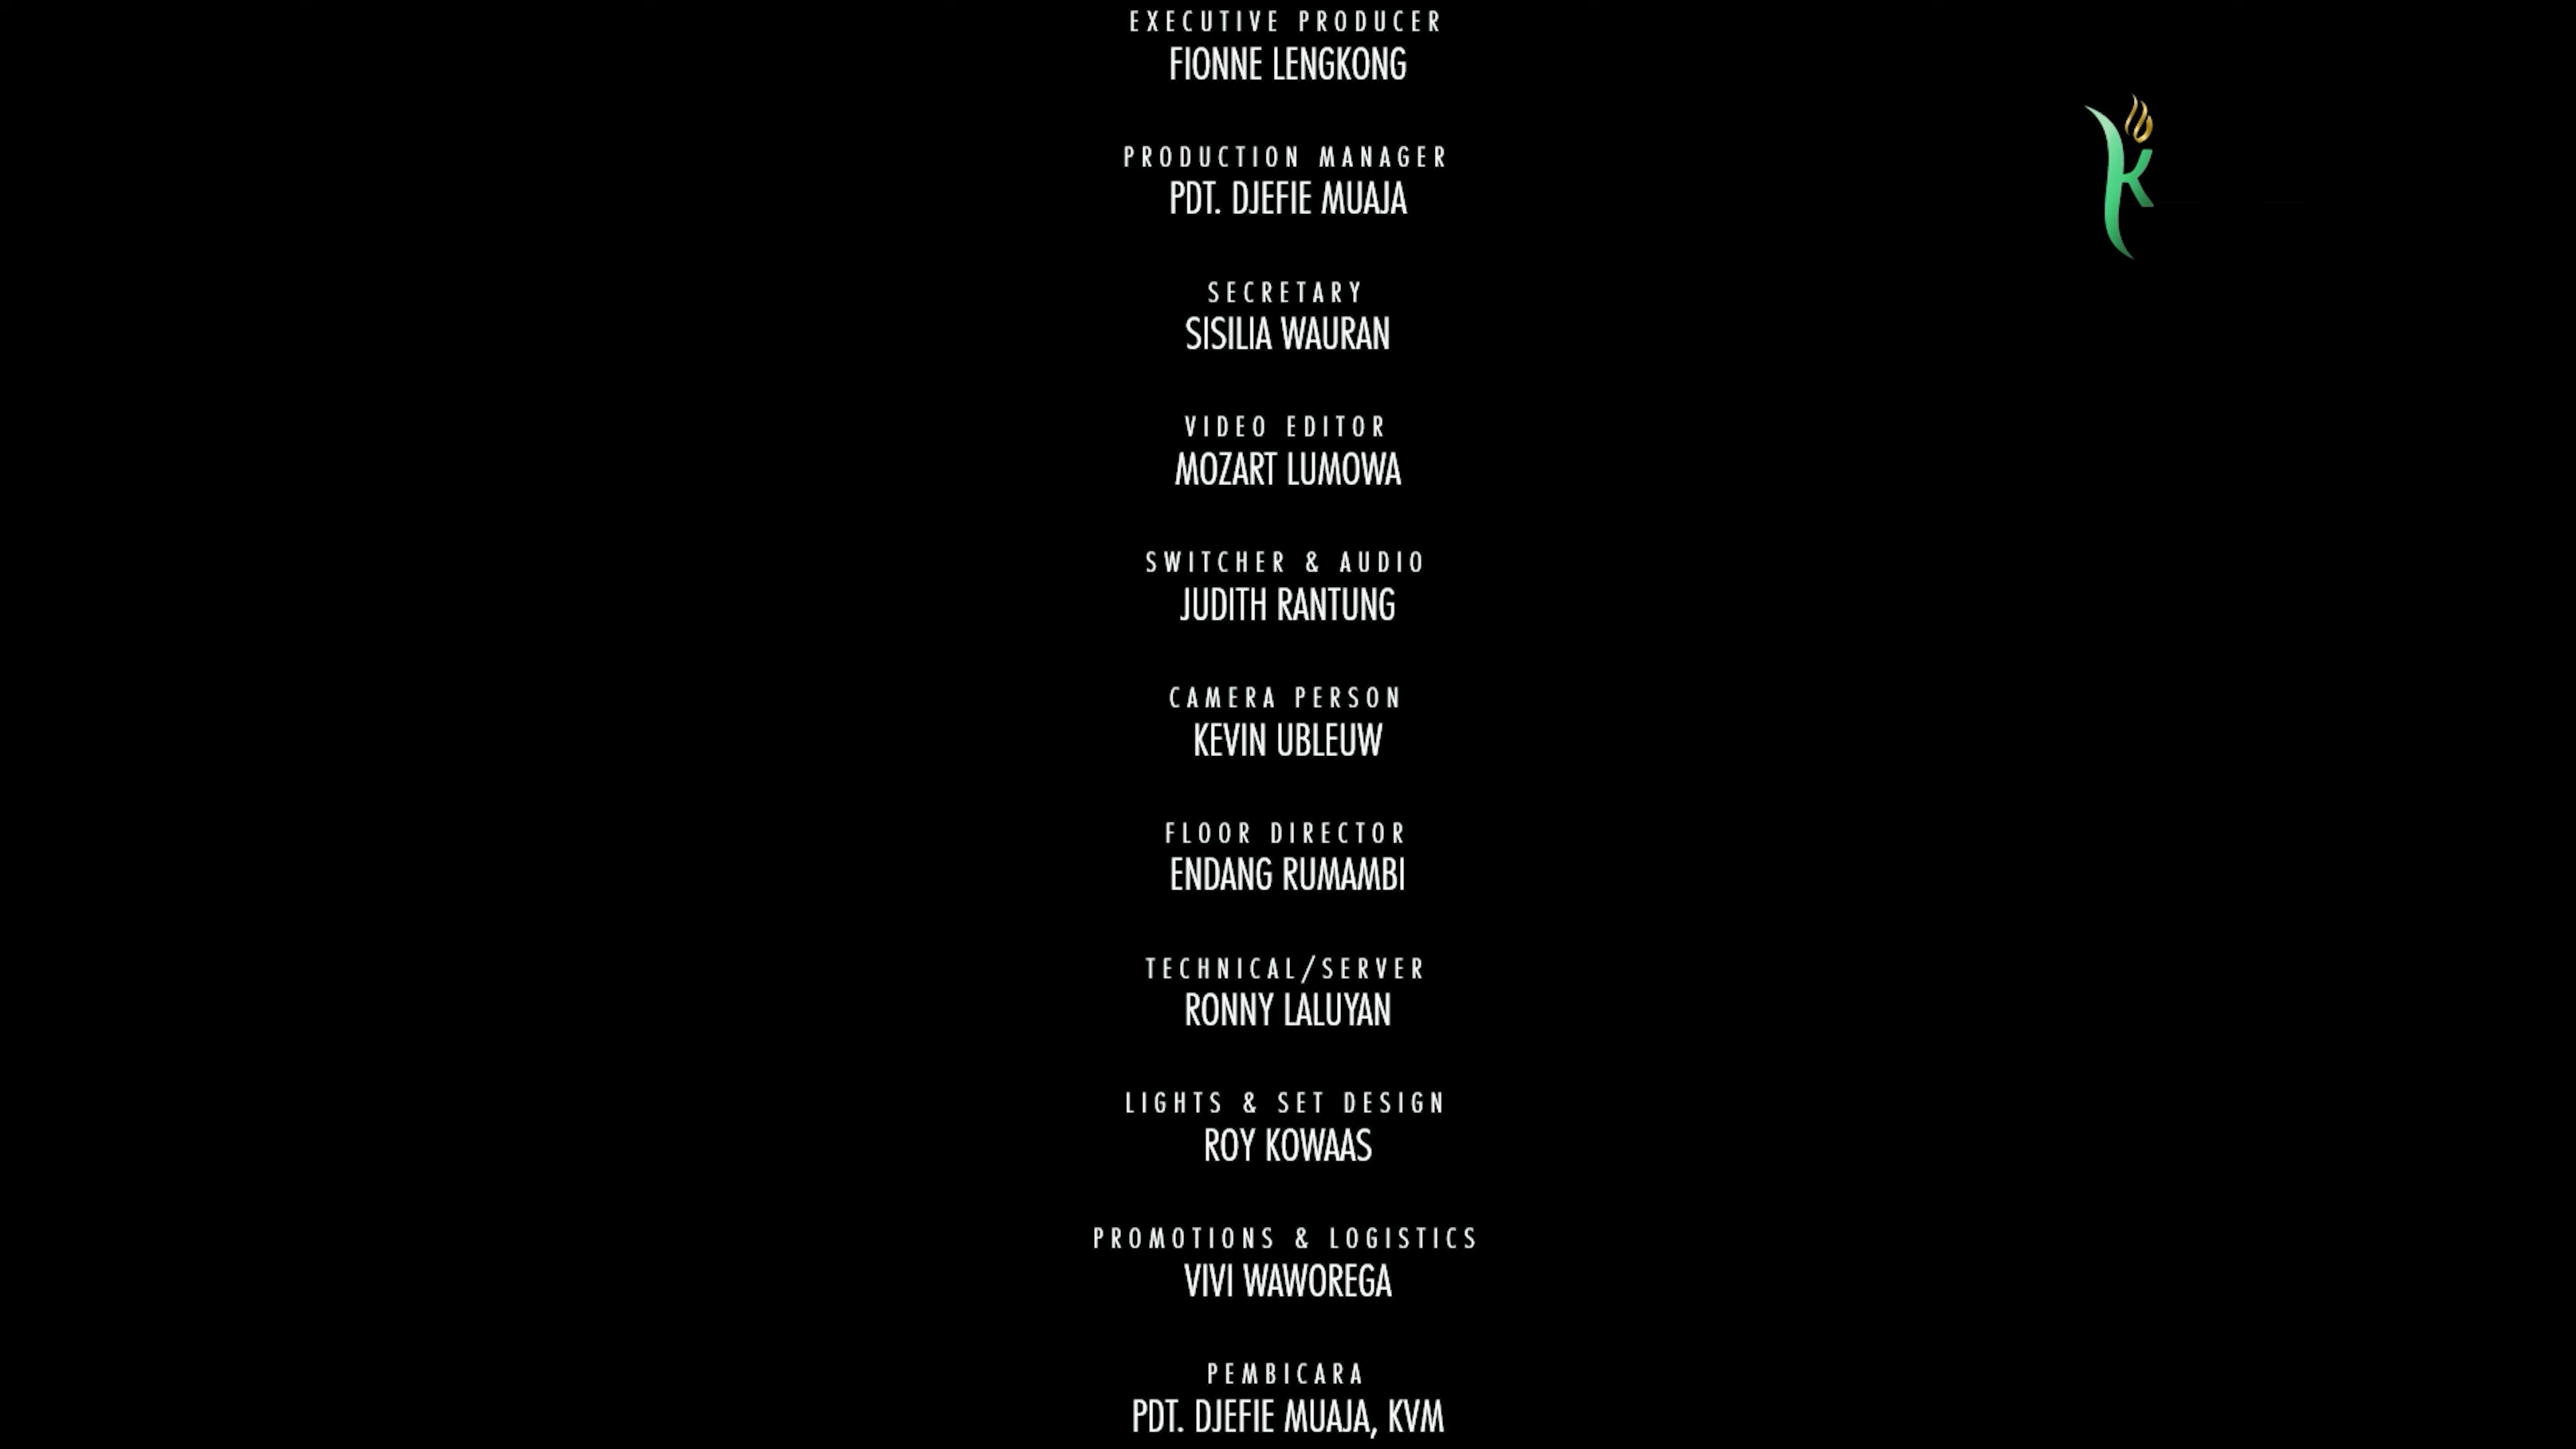 EXECUTIVE PRODUCER
FIONNE LENGKONG
PRODUCTION MANAGER
PDT. DJEFIE MUAJA
SECRETARY
SISILIA WAURAN
VIDEO EDITOR
MOZART LUMOWA
SWITCHER & AUDIO
JUDITH RANTUNG
CAMERA PERSON
KEVIN UBLEUW
FLOOR DIRECTOR
ENDANG RUMAMBI
TECHNICAL/SERVER
RONNY LALUYAN
LIGHTS & SET DESIGN
ROY KOWAAS
PROMOTIONS & LOGISTICS
VIVI WAWOREGA
PEMBICARA
PDT. DJEFIE MUAJA, KVM